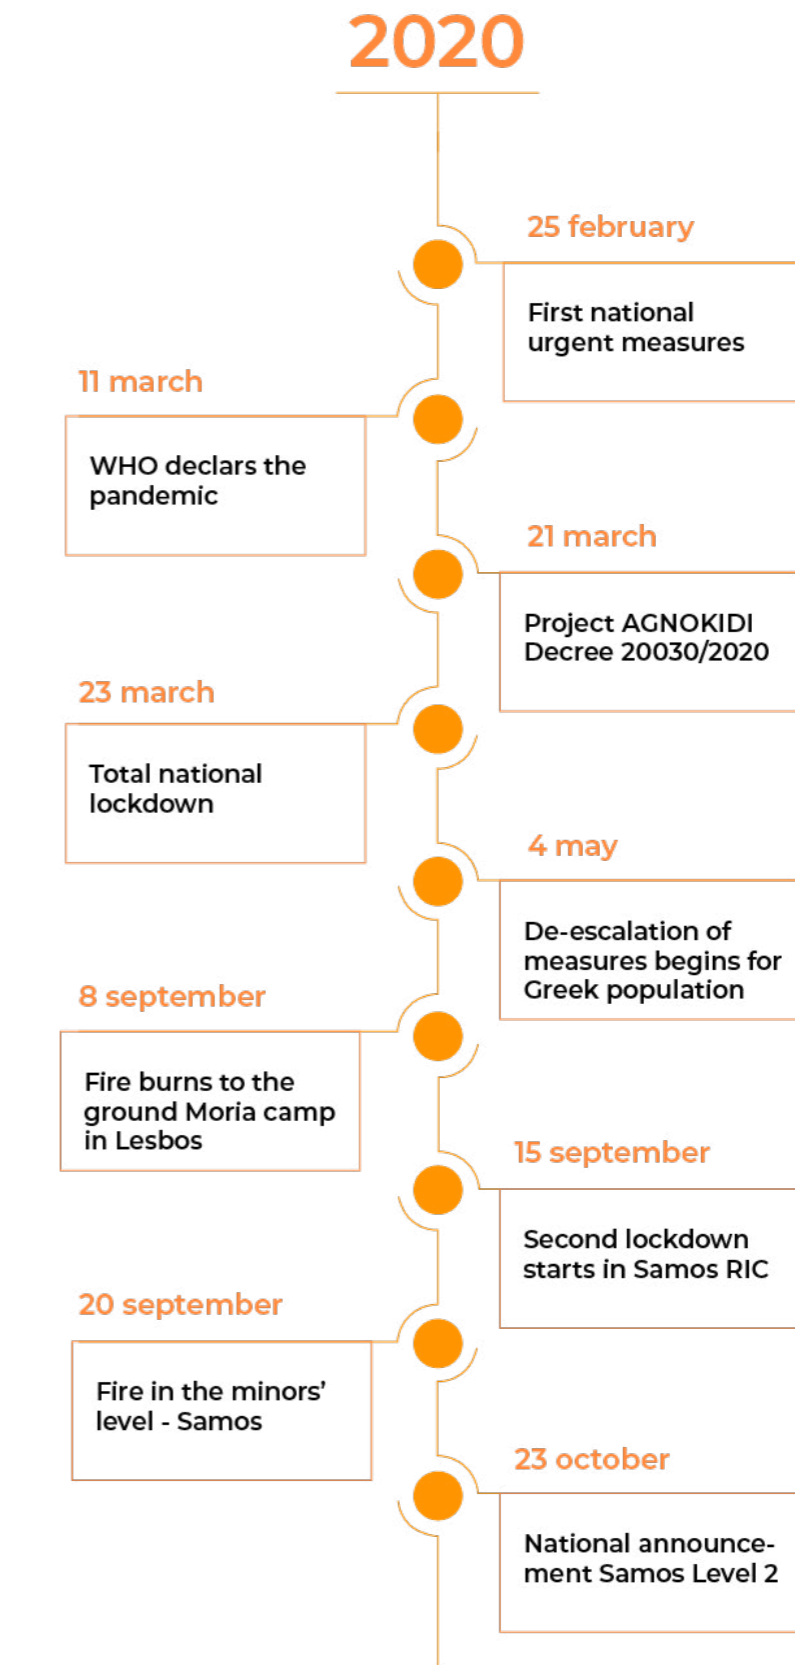 2020
25 february
First national
urgent measures
11 march
WHO declars the
pandemic
21 march
Project AGNOKIDI
Decree 20030/2020
23 march
Total national
lockdown
4 may
De-escalation of
measures begins for
Greek population
8 september
Fire burns to the
ground Moria camp
in Lesbos
15 september
Second lockdown
starts in Samos RIC
20 september
Fire in the minors’
level - Samos
23 october
National announce-
ment Samos Level 2